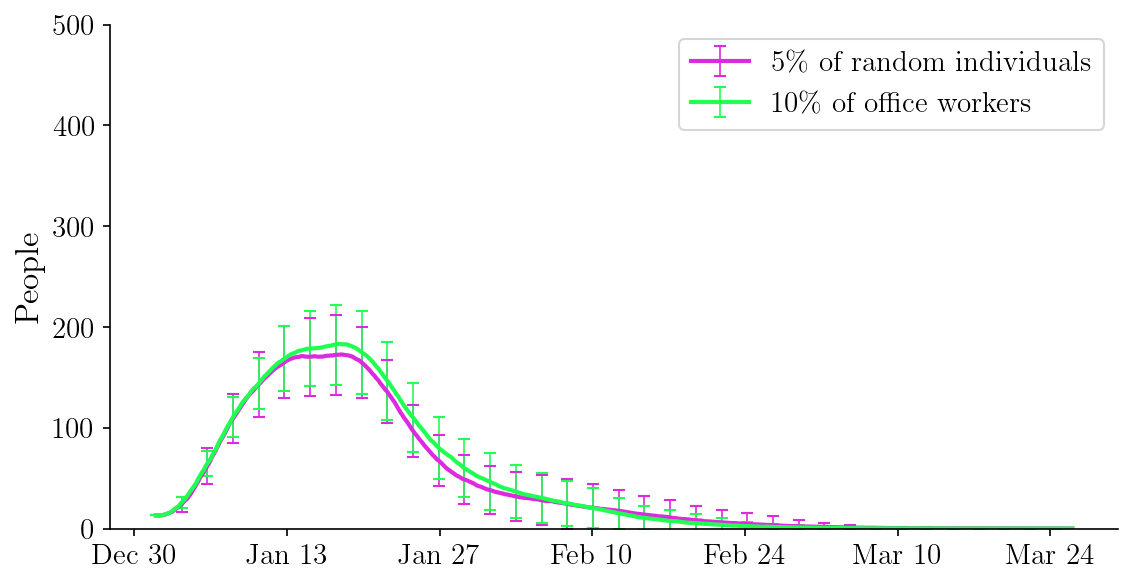 500
400
300
200
100
0
People
5% of random individuals
10% of office workers
Dec 30 Jan 13 Jan 27 Feb 10 Feb 24 Mar 10 Mar 24